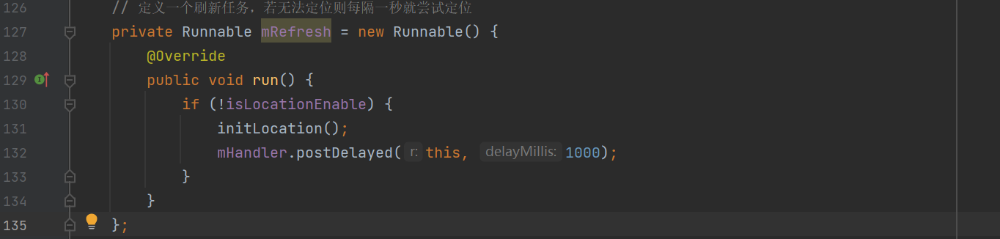 126 // 定义一个刷新任务，若无法定位则每隔一秒就尝试定位
127 private Runnable mRefresh = new Runnable() {
128 @Override
129 public void run() {
130 if (!isLocationEnable) {
131 initLocation();
132 mHandler.postDelayed( r: this, delayMillis: 1000);
133 }
134 }
135 };